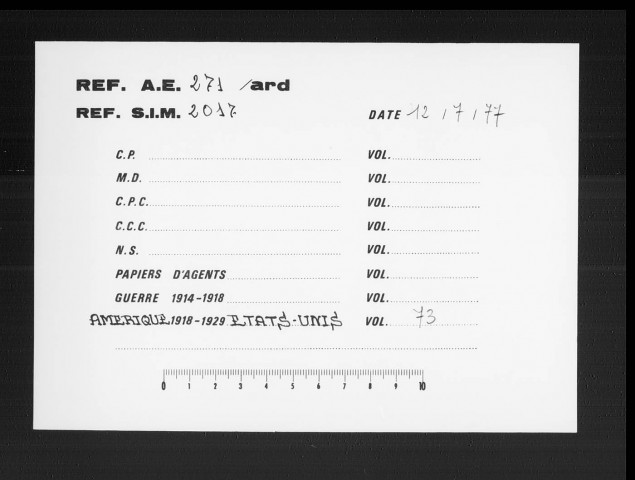 REF. A.E. 271 /ard
REF. S.I.M. 2017 DATE 12 / 7 / 77
C.P. VOL.
M.D. VOL.
C.P.C. VOL.
C.C.C. VOL.
N.S. VOL.
PAPIERS D'AGENTS VOL.
GUERRE 1914-1918 VOL.
AMERIQUE 1918-1929 ETATS-UNIS VOL. 73
0 1 2 3 4 5 6 7 8 9 10